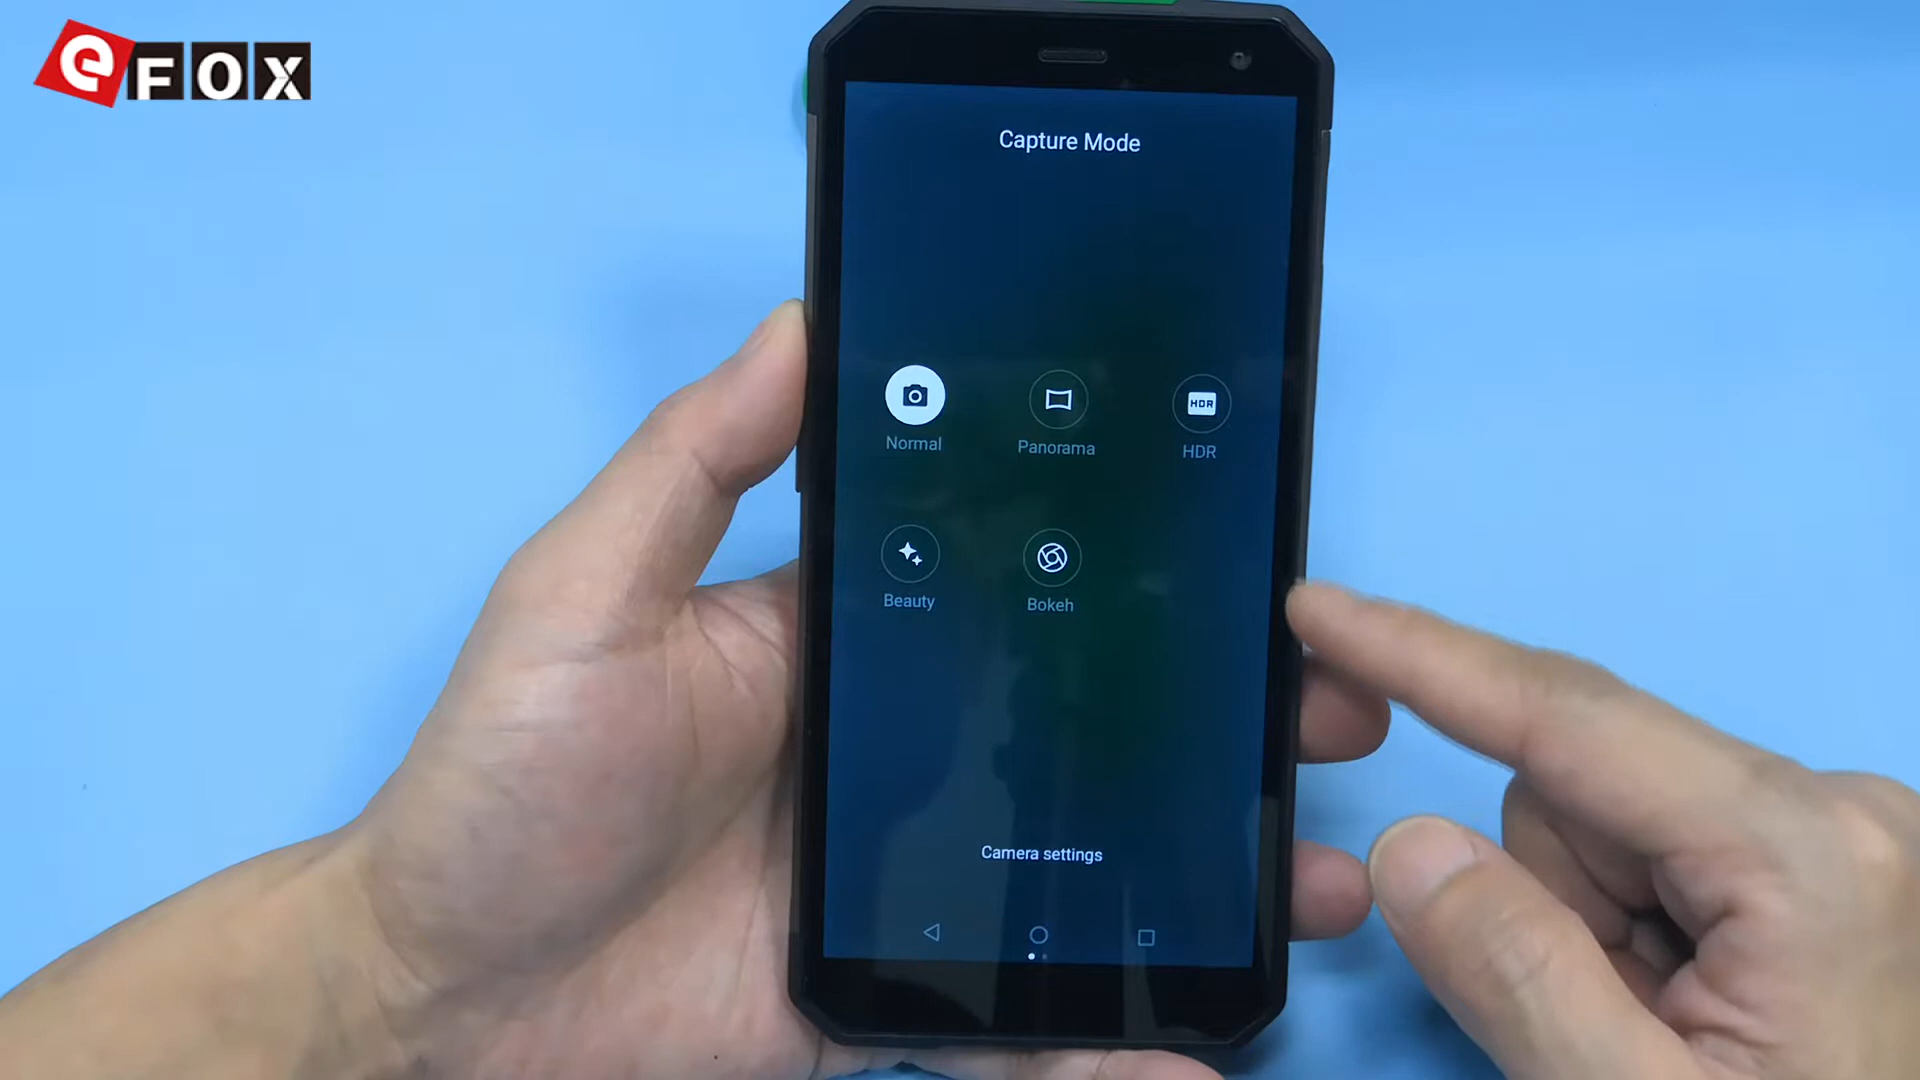 eFOX
Capture Mode
Normal
Panorama
HDR
HDR
Beauty
Bokeh
Camera settings